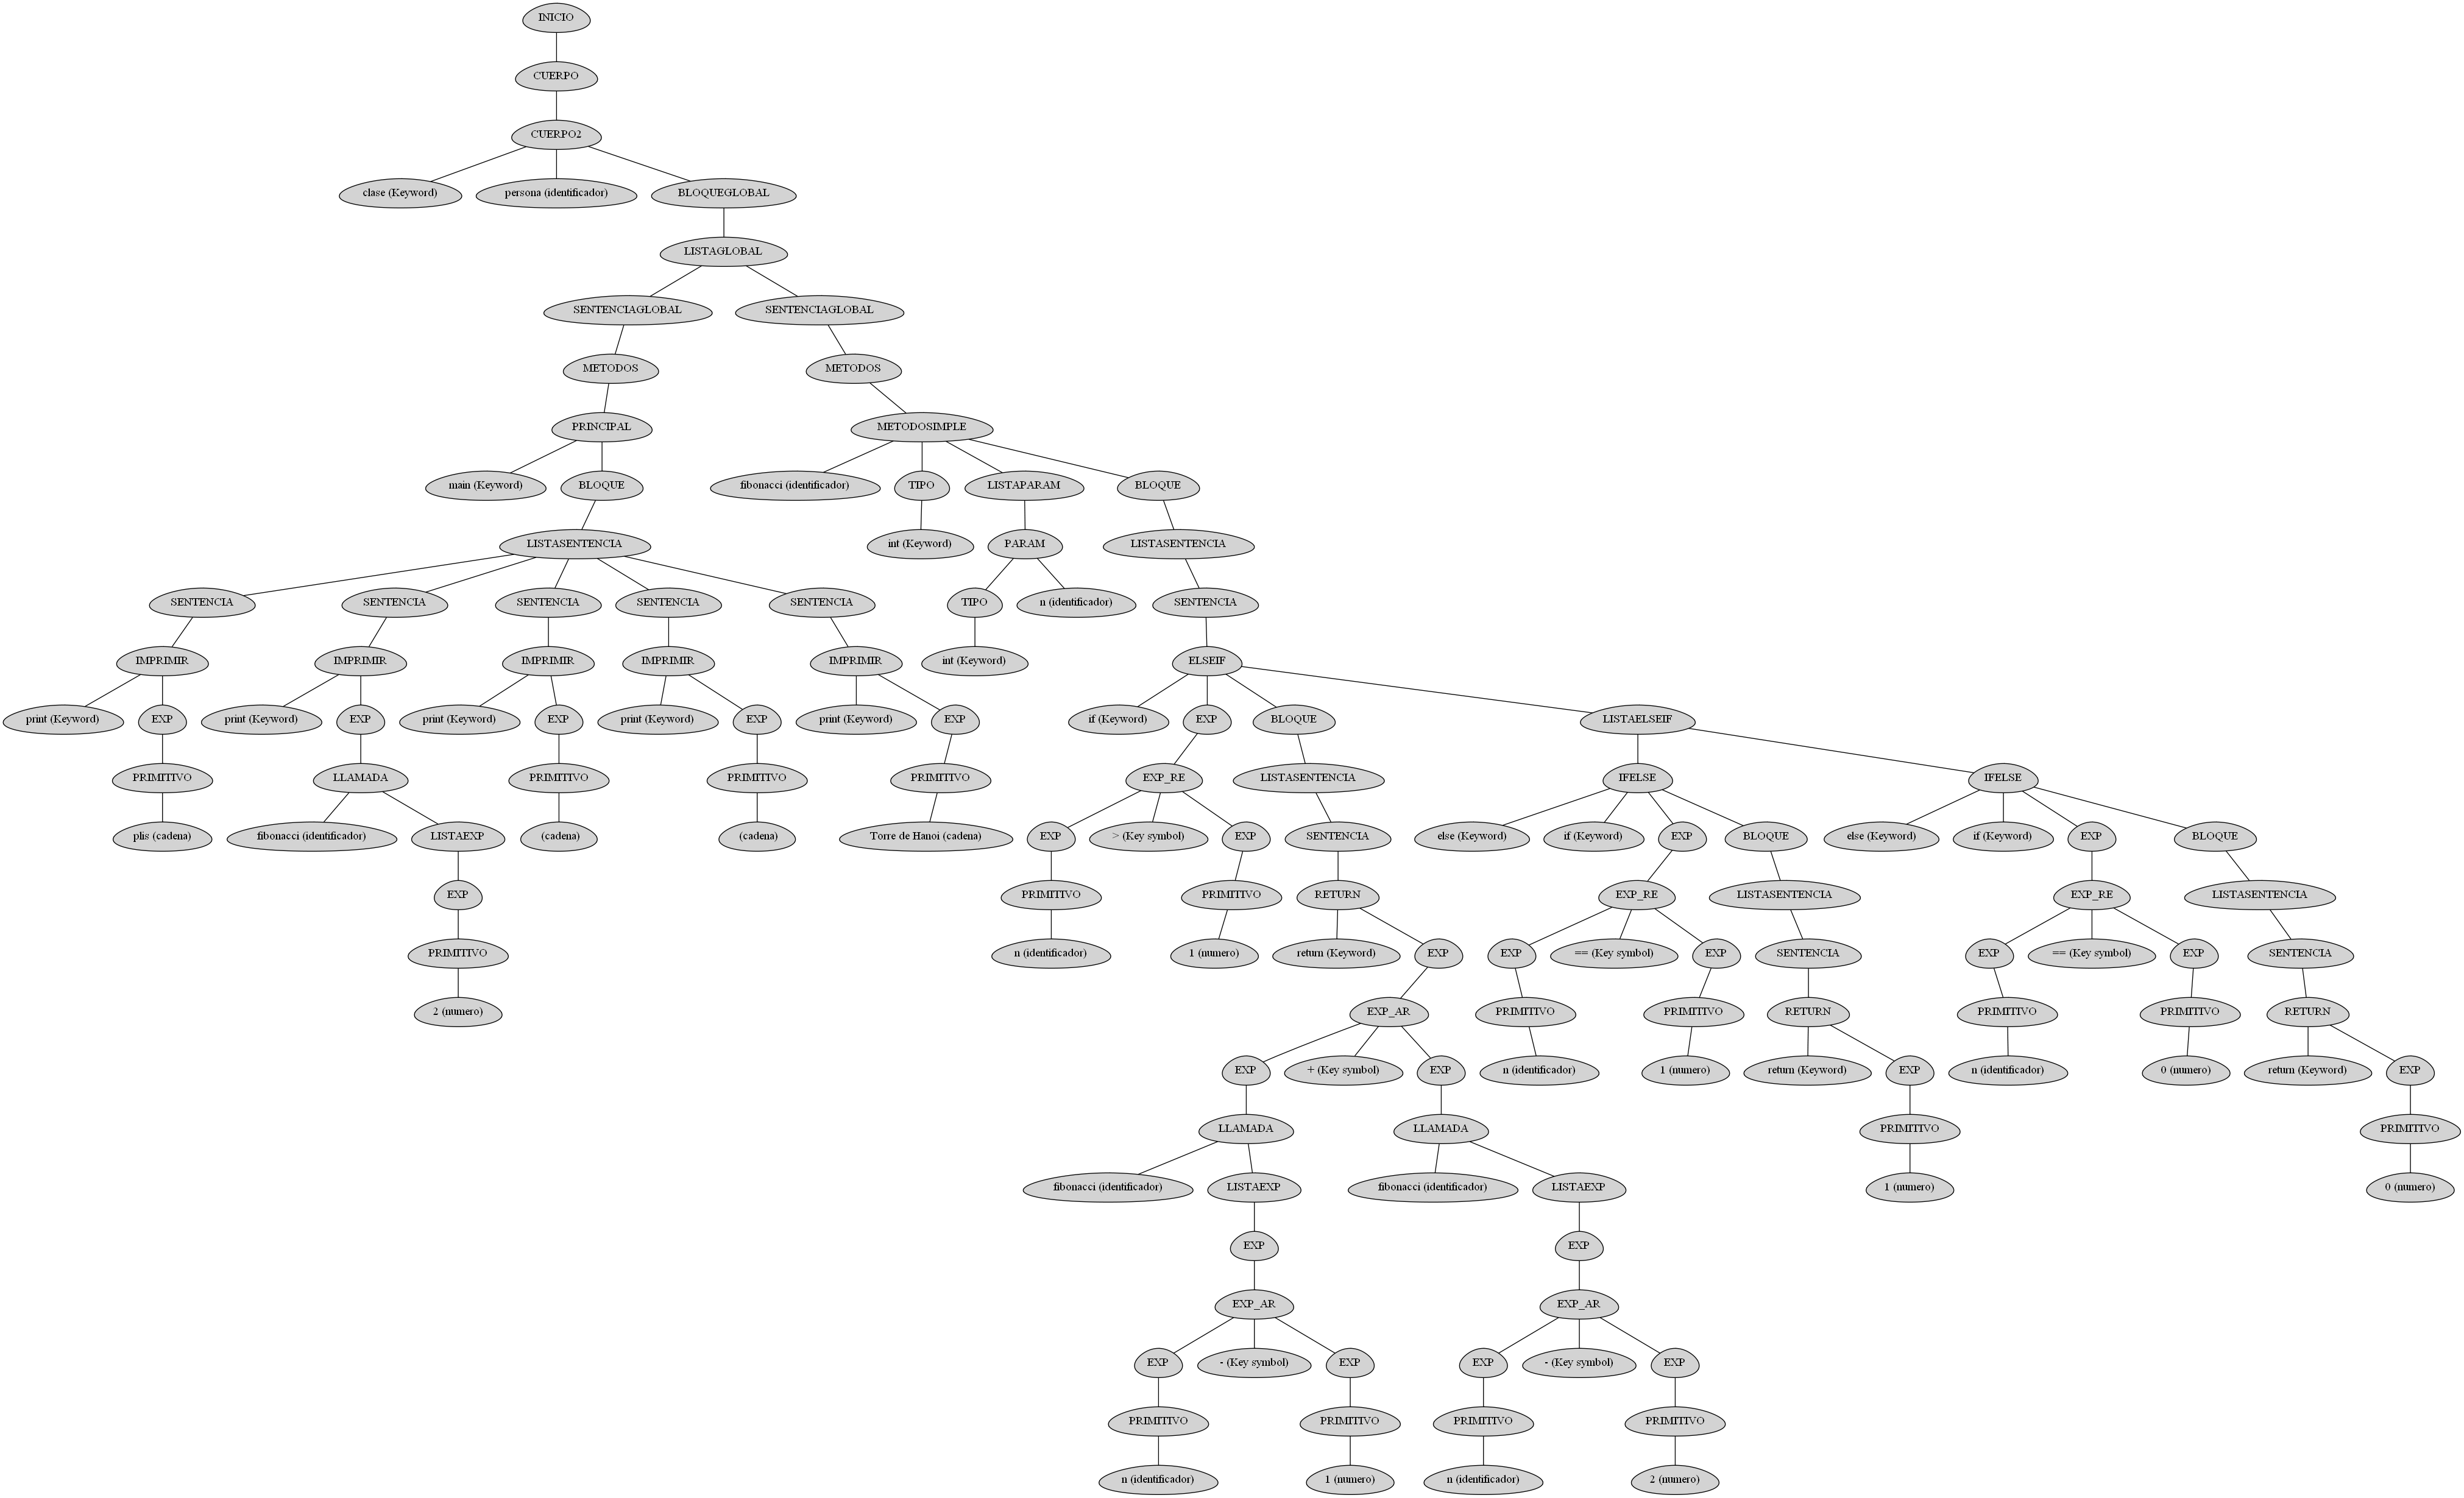 INICIO
CUERPO
CUERPO2
clase (Keyword)
persona (identificador)
BLOQUEGLOBAL
LISTAGLOBAL
SENTENCIAGLOBAL
SENTENCIAGLOBAL
METODOS
METODOS
PRINCIPAL
METODOSIMPLE
main (Keyword)
BLOQUE
fibonacci (identificador)
TIPO
LISTAPARAM
BLOQUE
LISTASENTENCIA
int (Keyword)
PARAM
LISTASENTENCIA
SENTENCIA
SENTENCIA
SENTENCIA
SENTENCIA
SENTENCIA
TIPO
n (identificador)
SENTENCIA
IMPRIMIR
IMPRIMIR
IMPRIMIR
IMPRIMIR
IMPRIMIR
int (Keyword)
ELSEIF
print (Keyword)
EXP
print (Keyword)
EXP
print (Keyword)
EXP
print (Keyword)
EXP
print (Keyword)
EXP
if (Keyword)
EXP
BLOQUE
LISTAELSEIF
PRIMITIVO
LLAMADA
PRIMITIVO
PRIMITIVO
PRIMITIVO
EXP_RE
LISTASENTENCIA
IFELSE
IFELSE
plis (cadena)
fibonacci (identificador)
LISTAEXP
(cadena)
(cadena)
Torre de Hanoi (cadena)
EXP
> (Key symbol)
EXP
SENTENCIA
else (Keyword)
if (Keyword)
EXP
BLOQUE
else (Keyword)
if (Keyword)
EXP
BLOQUE
EXP
PRIMITIVO
PRIMITIVO
RETURN
EXP_RE
LISTASENTENCIA
EXP_RE
LISTASENTENCIA
PRIMITIVO
n (identificador)
1 (numero)
return (Keyword)
EXP
EXP
== (Key symbol)
EXP
SENTENCIA
EXP
== (Key symbol)
EXP
SENTENCIA
2 (numero)
EXP_AR
PRIMITIVO
PRIMITIVO
RETURN
PRIMITIVO
PRIMITIVO
RETURN
EXP
+ (Key symbol)
EXP
n (identificador)
1 (numero)
return (Keyword)
EXP
n (identificador)
0 (numero)
return (Keyword)
EXP
LLAMADA
LLAMADA
PRIMITIVO
PRIMITIVO
fibonacci (identificador)
LISTAEXP
fibonacci (identificador)
LISTAEXP
1 (numero)
0 (numero)
EXP
EXP
EXP_AR
EXP_AR
EXP
- (Key symbol)
EXP
EXP
- (Key symbol)
EXP
PRIMITIVO
PRIMITIVO
PRIMITIVO
PRIMITIVO
n (identificador)
1 (numero)
n (identificador)
2 (numero)